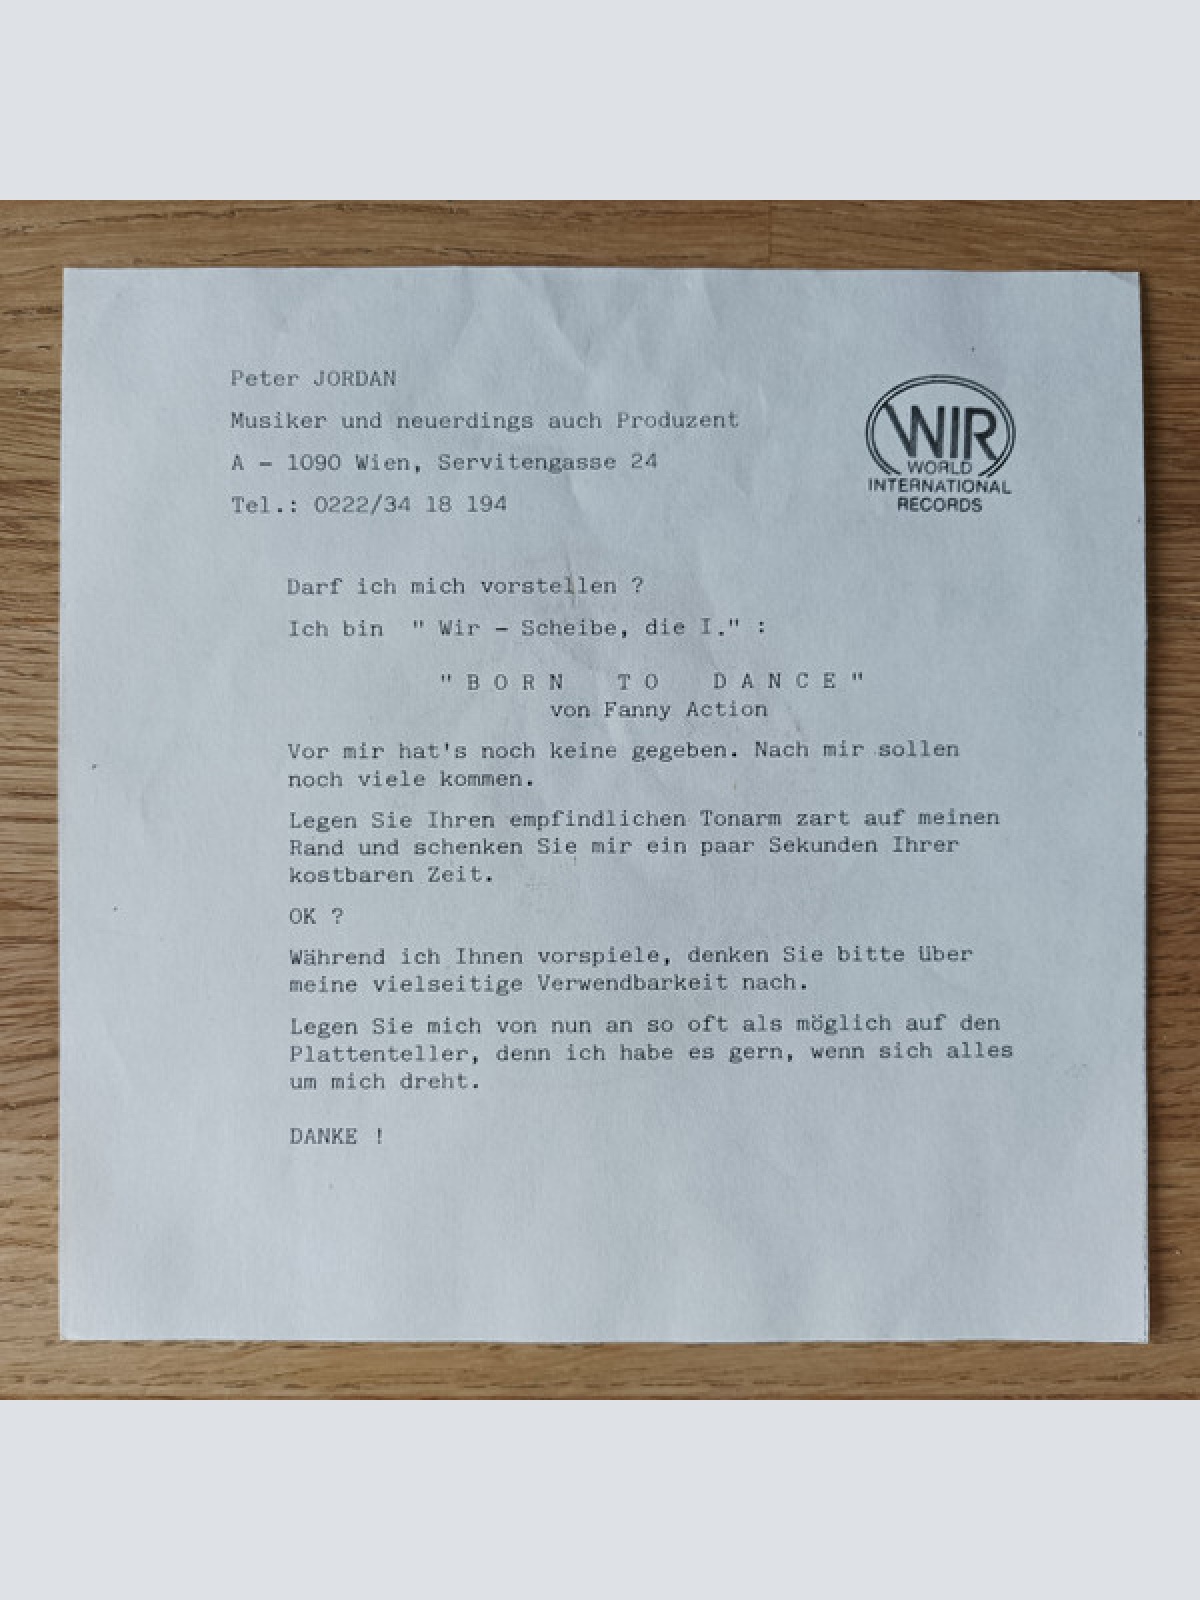 Peter JORDAN
Musiker und neuerdings auch Produzent
A - 1090 Wien, Servitengasse 24
Tel.: 0222/34 18 194
WIR
WORLD
INTERNATIONAL
RECORDS
Darf ich mich vorstellen ?
Ich bin " Wir - Scheibe, die I." :
"BORN TO DANCE"
von Fanny Action
Vor mir hat's noch keine gegeben. Nach mir sollen
noch viele kommen.
Legen Sie Ihren empfindlichen Tonarm zart auf meinen
Rand und schenken Sie mir ein paar Sekunden Ihrer
kostbaren Zeit.
OK ?
Während ich Ihnen vorspiele, denken Sie bitte über
meine vielseitige Verwendbarkeit nach.
Legen Sie mich von nun an so oft als möglich auf den
Plattenteller, denn ich habe es gern, wenn sich alles
um mich dreht.
DANKE !